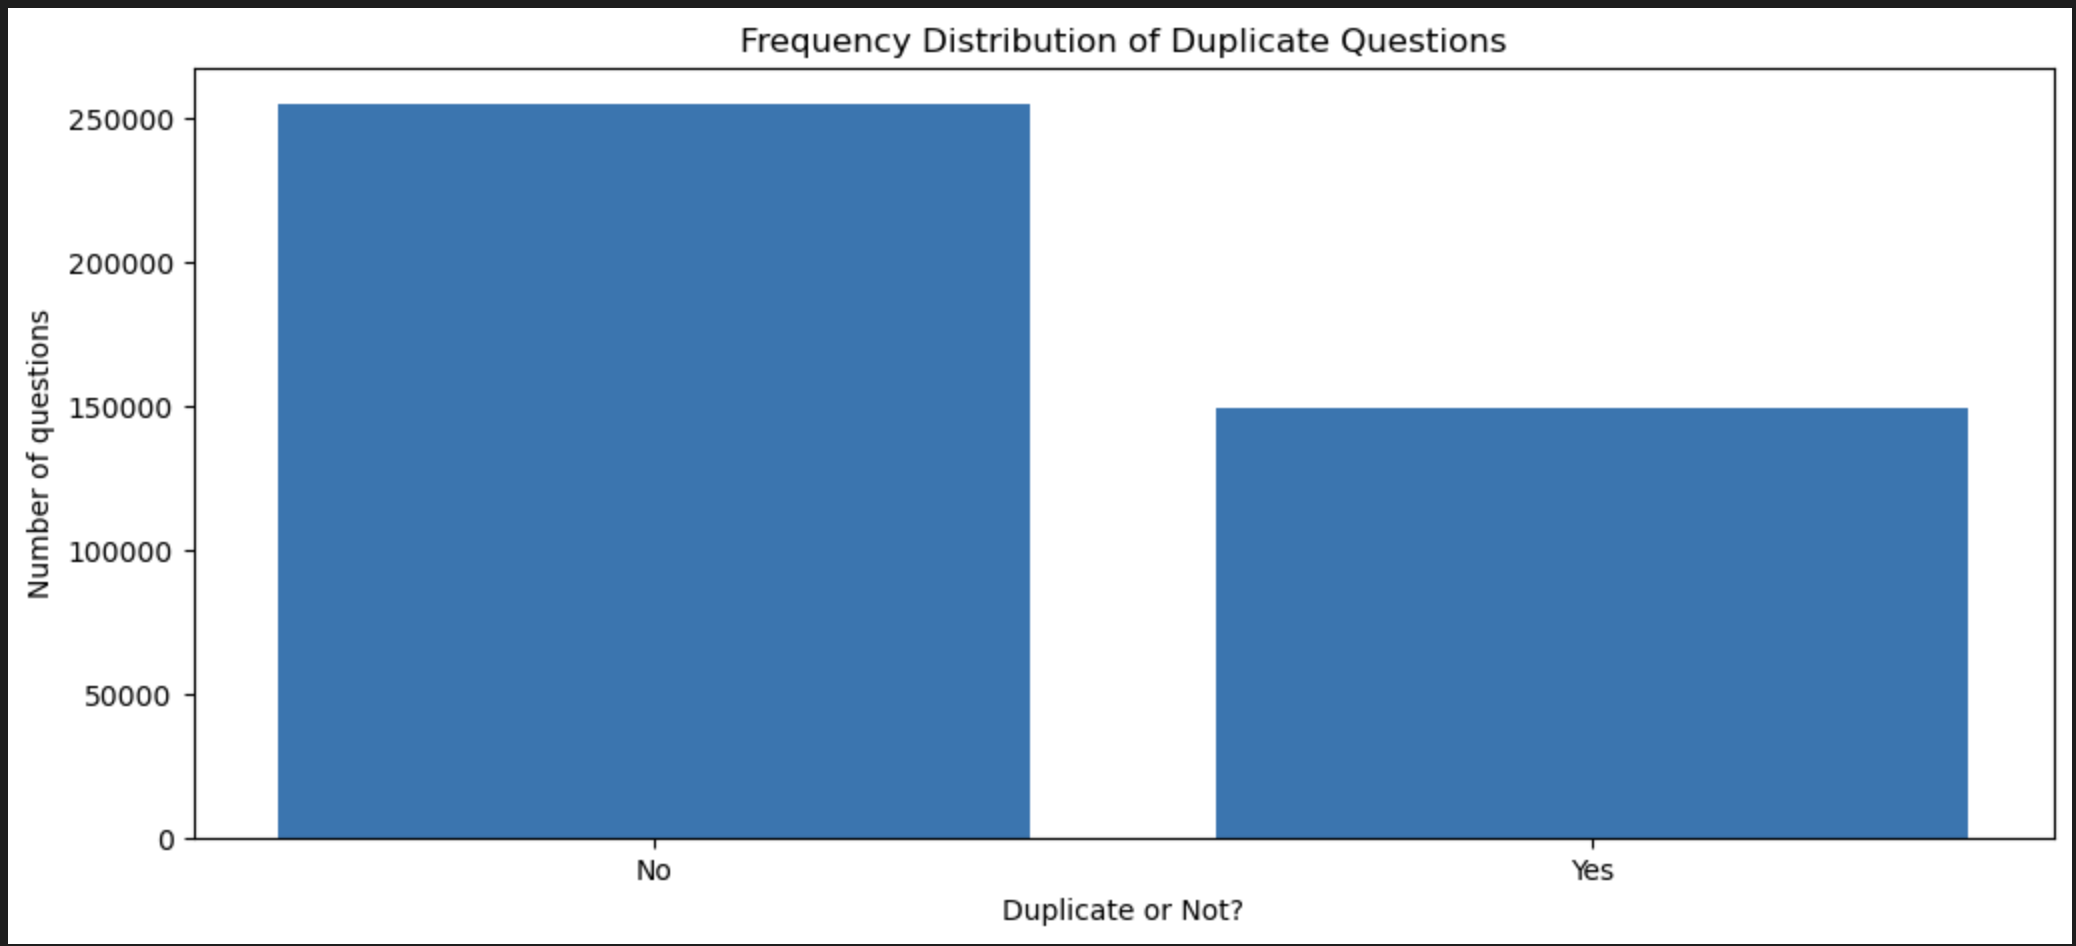 Frequency Distribution of Duplicate Questions
Number of questions
250000
200000
150000
100000
50000
0
No
Yes
Duplicate or Not?